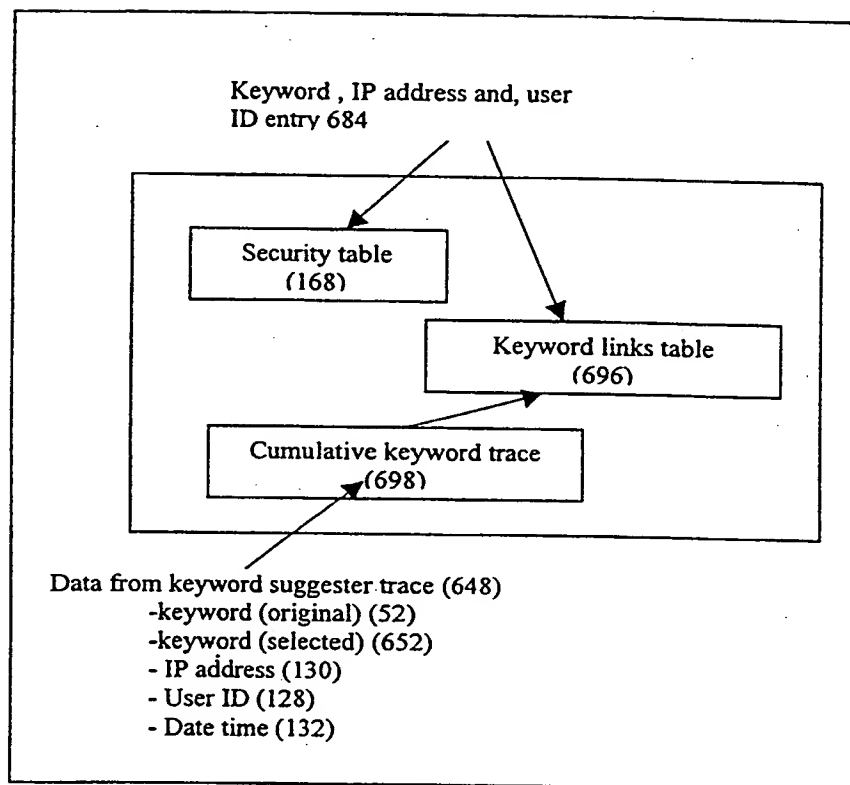 Keyword , IP address and, user
ID entry 684
Security table
(168)
Keyword links table
(696)
Cumulative keyword trace
(698)
Data from keyword suggester trace (648)
-keyword (original) (52)
-keyword (selected) (652)
- IP address (130)
- User ID (128)
- Date time (132)